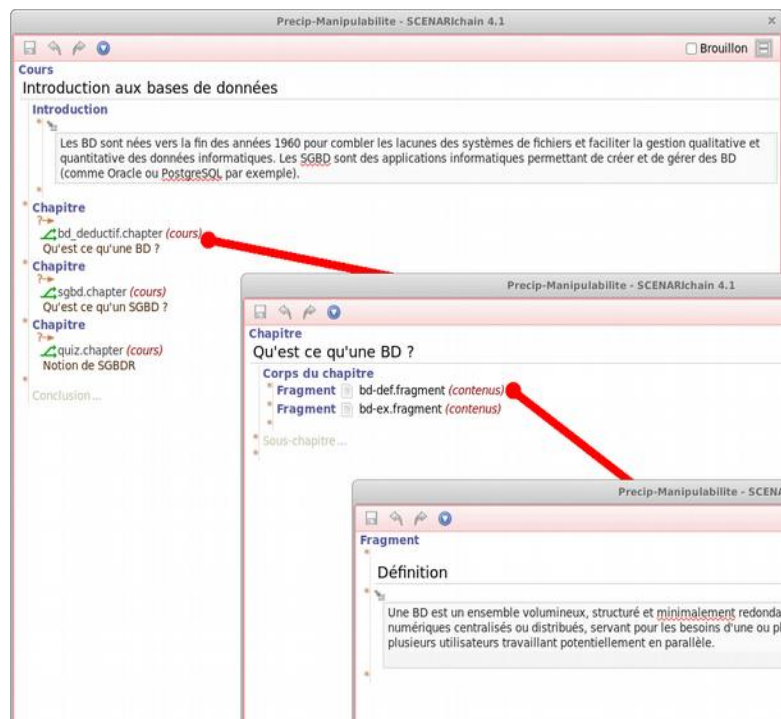 Precip-Manipulabilite - SCENARIchain 4.1
Brouillon
Cours
Introduction aux bases de données
Introduction
Les BD sont nées vers la fin des années 1960 pour combler les lacunes des systèmes de fichiers et faciliter la gestion qualitative et
quantitative des données informatiques. Les SGBD sont des applications informatiques permettant de créer et de gérer des BD
(comme Oracle ou PostgreSQL par exemple).
Chapitre
bd_deductif.chapter (cours)
Qu'est ce qu'une BD ?
Chapitre
sgbd.chapter (cours)
Qu'est ce qu'un SGBD ?
Chapitre
quiz.chapter (cours)
Notion de SGBDR
Conclusion...
Precip-Manipulabilite - SCENARIchain 4.1
Chapitre
Qu'est ce qu'une BD ?
Corps du chapitre
Fragment bd-def.fragment (contenus)
Fragment bd-ex.fragment (contenus)
Sous-chapitre...
Precip-Manipulabilite - SCENA
Fragment
Définition
Une BD est un ensemble volumineux, structuré et minimalement redonda
numériques centralisés ou distribués, servant pour les besoins d'une ou pl
plusieurs utilisateurs travaillant potentiellement en parallèle.